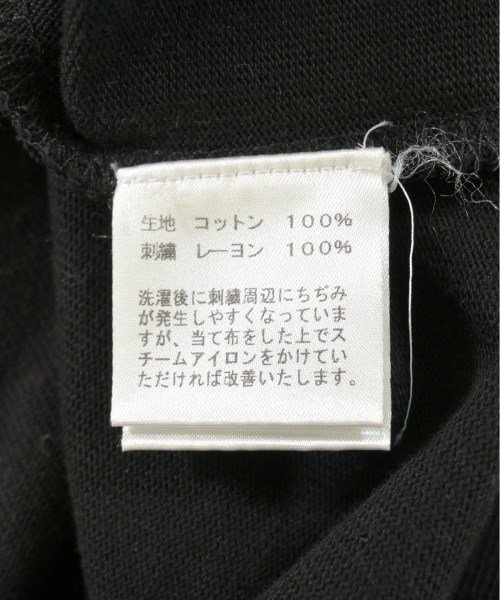 生地 コットン 100%
刺繍 レーヨン 100%
洗濯後に刺繍周辺にちぢみ
が発生しやすくなっていま
すが、当て布をした上でス
チームアイロンをかけてい
ただければ改善いたします。